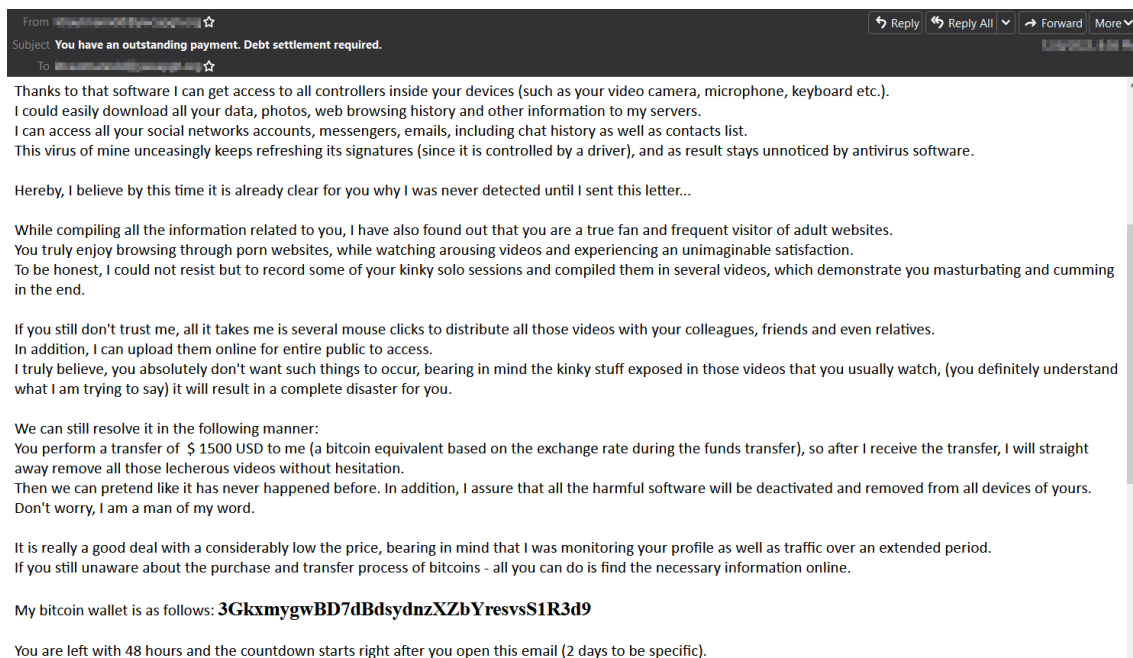 From
Reply Reply All Forward More
Subject You have an outstanding payment. Debt settlement required.
To
Thanks to that software I can get access to all controllers inside your devices (such as your video camera, microphone, keyboard etc.).
I could easily download all your data, photos, web browsing history and other information to my servers.
I can access all your social networks accounts, messengers, emails, including chat history as well as contacts list.
This virus of mine unceasingly keeps refreshing its signatures (since it is controlled by a driver), and as result stays unnoticed by antivirus software.
Hereby, I believe by this time it is already clear for you why I was never detected until I sent this letter...
While compiling all the information related to you, I have also found out that you are a true fan and frequent visitor of adult websites.
You truly enjoy browsing through porn websites, while watching arousing videos and experiencing an unimaginable satisfaction.
To be honest, I could not resist but to record some of your kinky solo sessions and compiled them in several videos, which demonstrate you masturbating and cumming
in the end.
If you still don't trust me, all it takes me is several mouse clicks to distribute all those videos with your colleagues, friends and even relatives.
In addition, I can upload them online for entire public to access.
I truly believe, you absolutely don't want such things to occur, bearing in mind the kinky stuff exposed in those videos that you usually watch, (you definitely understand
what I am trying to say) it will result in a complete disaster for you.
We can still resolve it in the following manner:
You perform a transfer of $ 1500 USD to me (a bitcoin equivalent based on the exchange rate during the funds transfer), so after I receive the transfer, I will straight
away remove all those lecherous videos without hesitation.
Then we can pretend like it has never happened before. In addition, I assure that all the harmful software will be deactivated and removed from all devices of yours.
Don't worry, I am a man of my word.
It is really a good deal with a considerably low the price, bearing in mind that I was monitoring your profile as well as traffic over an extended period.
If you still unaware about the purchase and transfer process of bitcoins - all you can do is find the necessary information online.
My bitcoin wallet is as follows: 3GkxmygwBD7dBdsydnzXZbYresvsS1R3d9
You are left with 48 hours and the countdown starts right after you open this email (2 days to be specific).